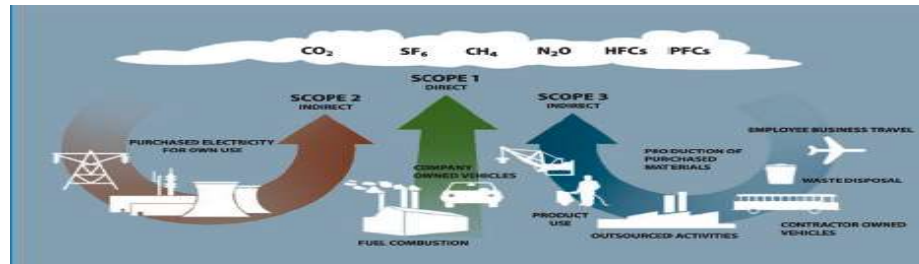 CO₂ SF₆ CH₄ N₂O HFCs PFCs
SCOPE 1
DIRECT
SCOPE 2
INDIRECT
SCOPE 3
INDIRECT
PURCHASED ELECTRICITY
FOR OWN USE
COMPANY
OWNED VEHICLES
FUEL COMBUSTION
PRODUCT
USE
PRODUCTION OF
PURCHASED
MATERIALS
OUTSOURCED ACTIVITIES
EMPLOYEE BUSINESS TRAVEL
WASTE DISPOSAL
CONTRACTOR OWNED
VEHICLES